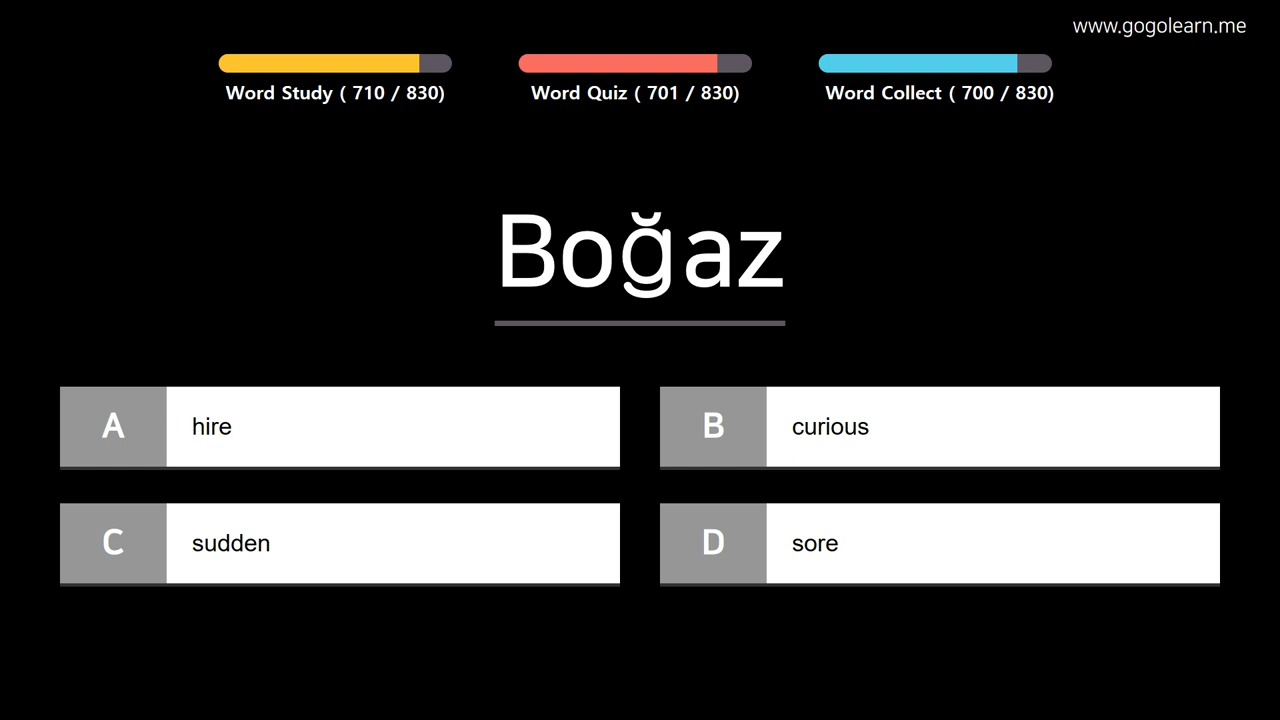 www.gogolearn.me
Word Study ( 710 / 830)
Word Quiz ( 701 / 830)
Word Collect ( 700 / 830)
Boğaz
A hire
B curious
C sudden
D sore